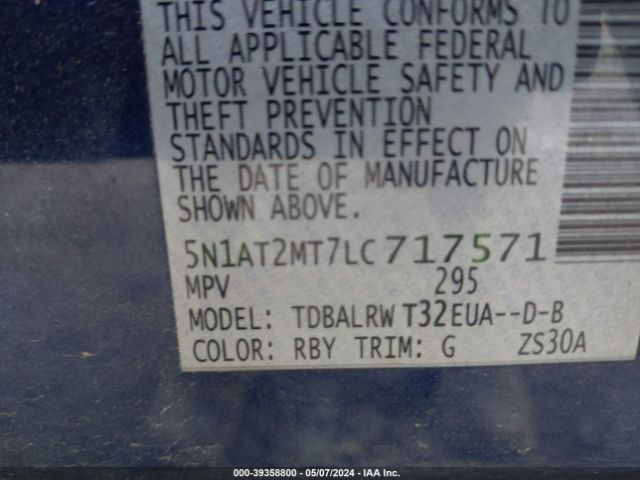 THIS VEHICLE CONFORMS TO
ALL APPLICABLE FEDERAL
MOTOR VEHICLE SAFETY AND
THEFT PREVENTION
STANDARDS IN EFFECT ON
THE DATE OF MANUFACTURE
SHOWN ABOVE.
5N1AT2MT7LC717571
MPV 295
MODEL: TDBALRW T32EUA--D-B
COLOR: RBY TRIM: G ZS30A
000-39358800 - 05/07/2024 - IAA Inc.